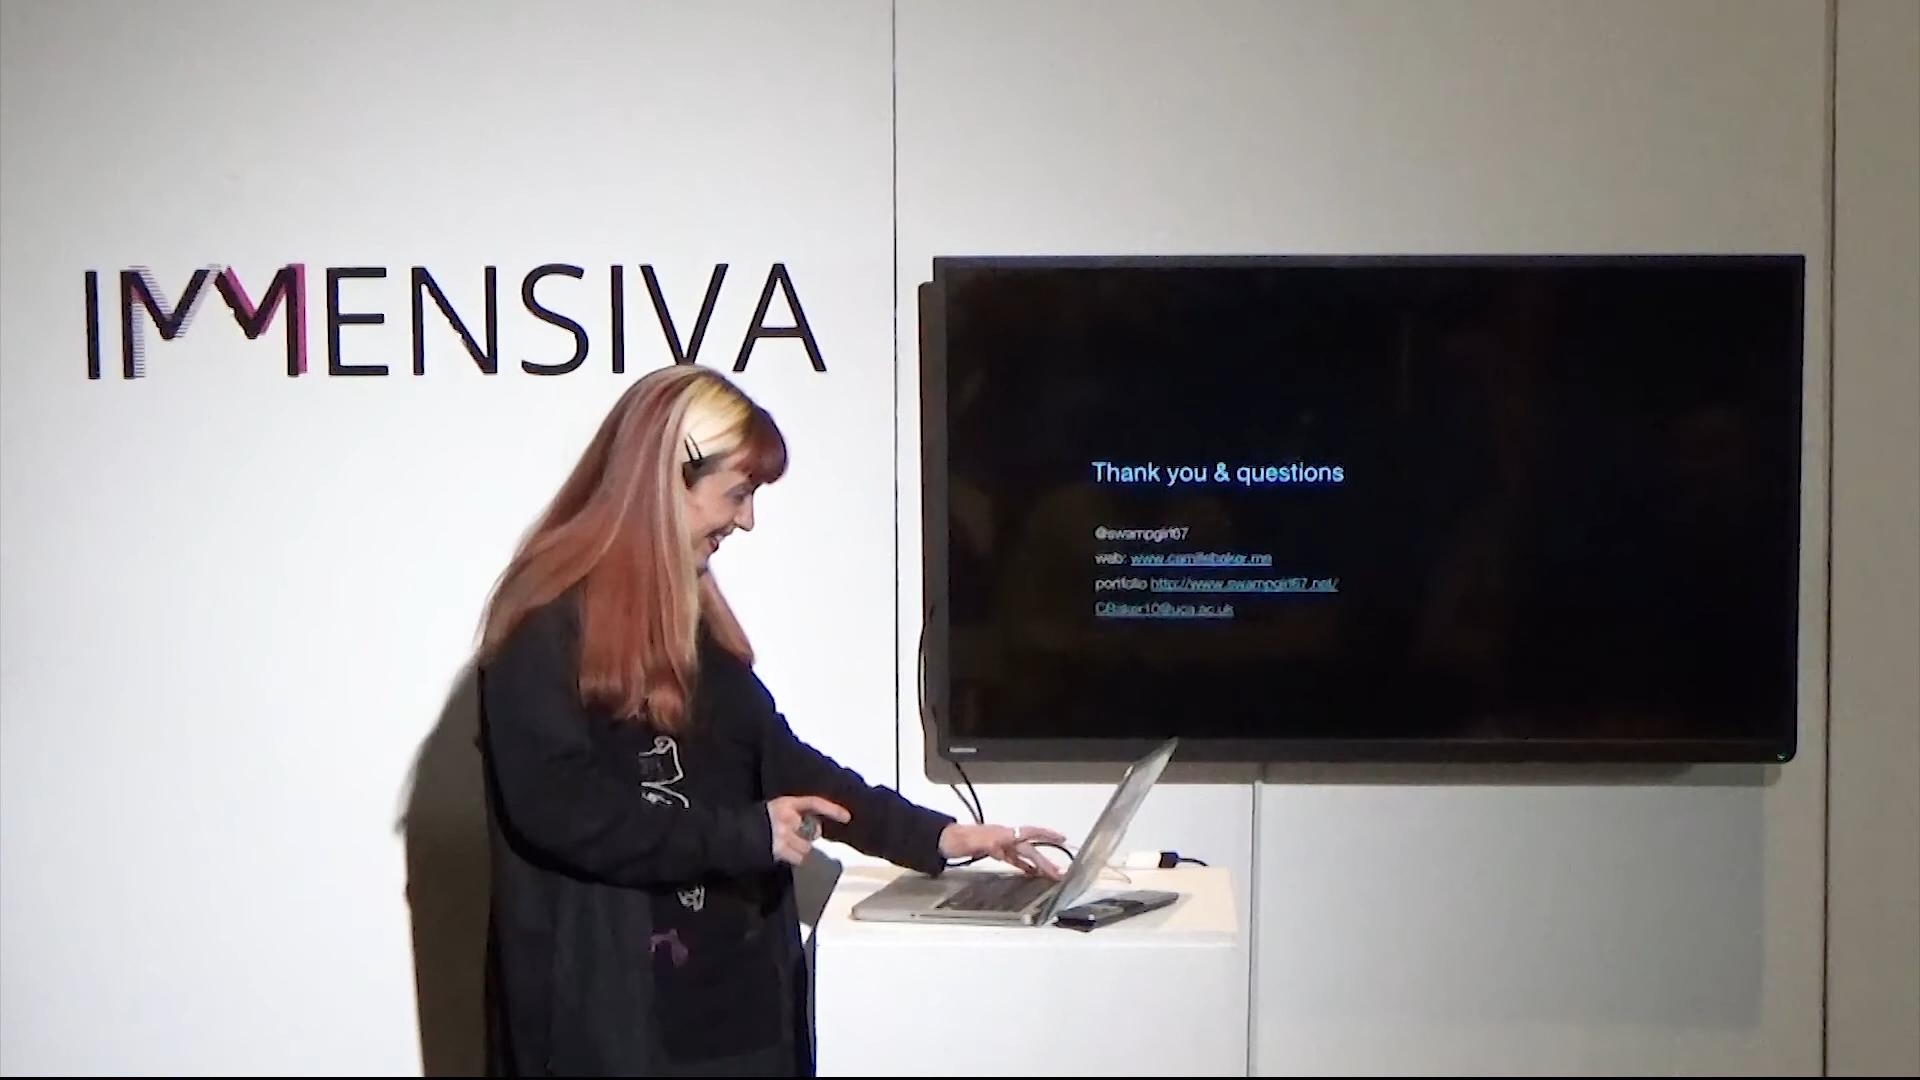 IMMENSIVA
Thank you & questions
@swampgirl67
web: www.camillebaker.me
portfolio http://www.swampgirl67.net/
CBaker10@uca.ac.uk